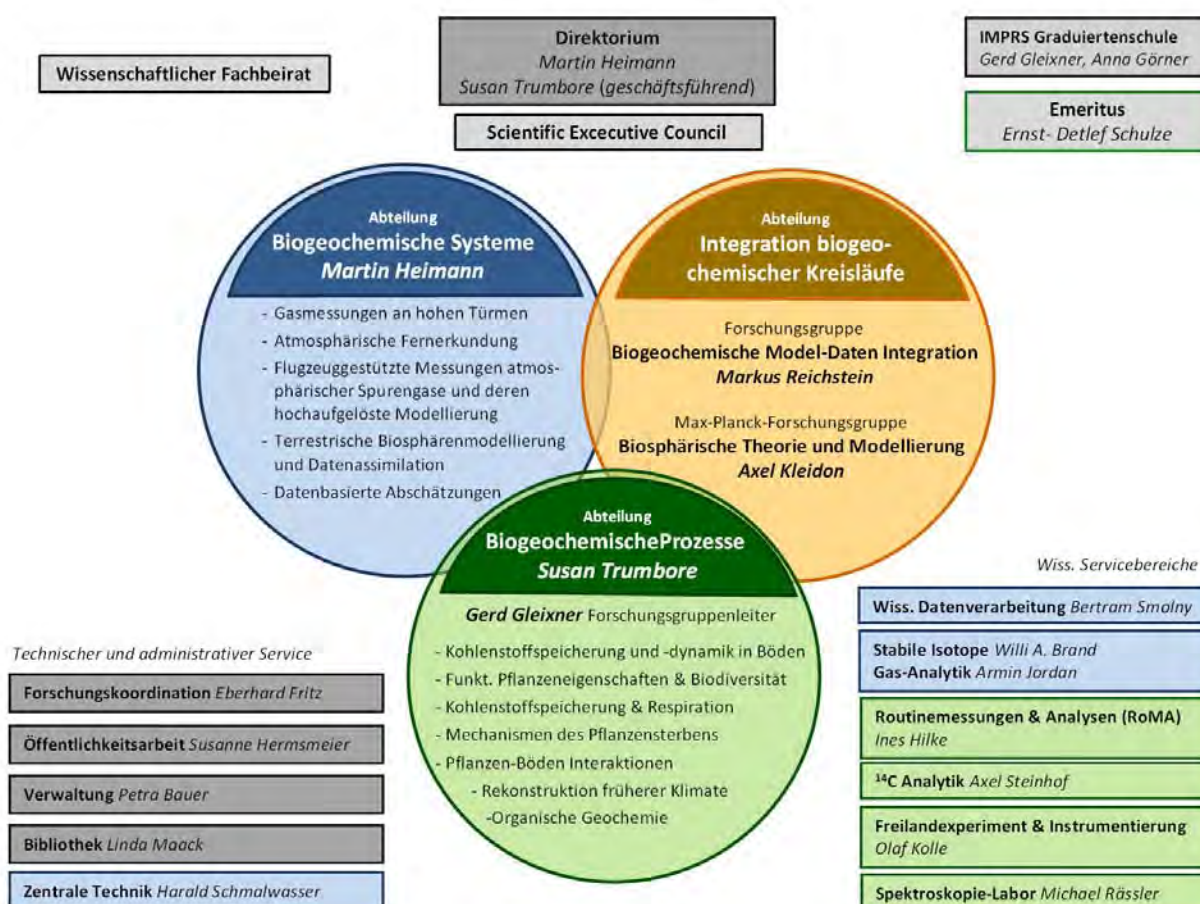 Wissenschaftlicher Fachbeirat
Direktorium
Martin Heimann
Susan Trumbore (geschäftsführend)
Scientific Excecutive Council
IMPRS Graduiertenschule
Gerd Gleixner, Anna Görner
Emeritus
Ernst- Detlef Schulze
Abteilung
Biogeochemische Systeme
Martin Heimann
- Gasmessungen an hohen Türmen
- Atmosphärische Fernerkundung
- Flugzeuggestützte Messungen atmos-
phärischer Spurengase und deren
hochaufgelöste Modellierung
- Terrestrische Biosphärenmodellierung
und Datenassimilation
- Datenbasierte Abschätzungen
Abteilung
Integration biogeo-
chemischer Kreisläufe
Forschungsgruppe
Biogeochemische Model-Daten Integration
Markus Reichstein
Max-Planck-Forschungsgruppe
Biosphärische Theorie und Modellierung
Axel Kleidon
Abteilung
BiogeochemischeProzesse
Susan Trumbore
Gerd Gleixner Forschungsgruppenleiter
- Kohlenstoffspeicherung und -dynamik in Böden
- Funkt. Pflanzeneigenschaften & Biodiversität
- Kohlenstoffspeicherung & Respiration
- Mechanismen des Pflanzensterbens
- Pflanzen-Böden Interaktionen
- Rekonstruktion früherer Klimate
-Organische Geochemie
Technischer und administrativer Service
Forschungskoordination Eberhard Fritz
Öffentlichkeitsarbeit Susanne Hermsmeier
Verwaltung Petra Bauer
Bibliothek Linda Maack
Zentrale Technik Harald Schmalwasser
Wiss. Servicebereiche
Wiss. Datenverarbeitung Bertram Smolny
Stabile Isotope Willi A. Brand
Gas-Analytik Armin Jordan
Routinemessungen & Analysen (RoMA)
Ines Hilke
¹⁴C Analytik Axel Steinhof
Freilandexperiment & Instrumentierung
Olaf Kolle
Spektroskopie-Labor Michael Rässler